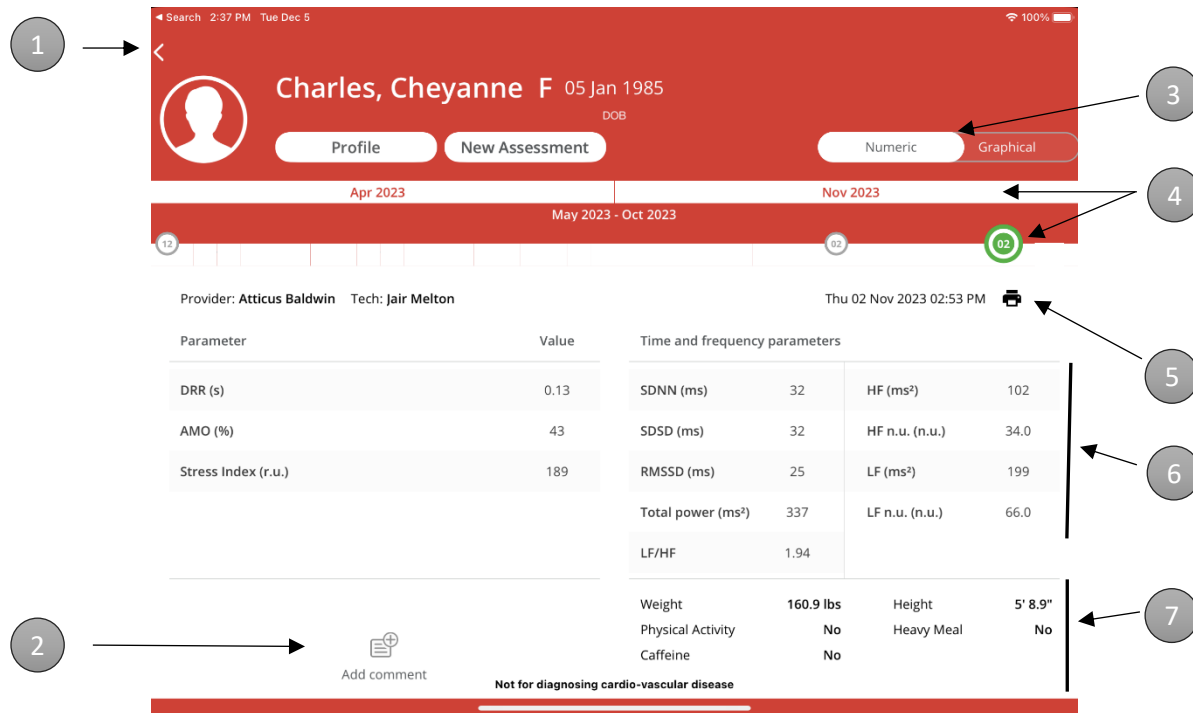 ◄ Search 2:37 PM Tue Dec 5 100%
1
Charles, Cheyanne F 05 Jan 1985
DOB
3
Profile New Assessment Numeric Graphical
Apr 2023 Nov 2023
4
May 2023 - Oct 2023
12 02 02
Provider: Atticus Baldwin Tech: Jair Melton Thu 02 Nov 2023 02:53 PM
Parameter Value Time and frequency parameters
5
DRR (s) 0.13 SDNN (ms) 32 HF (ms²) 102
AMO (%) 43 SDSD (ms) 32 HF n.u. (n.u.) 34.0
Stress Index (r.u.) 189 RMSSD (ms) 25 LF (ms²) 199
6
Total power (ms²) 337 LF n.u. (n.u.) 66.0
LF/HF 1.94
Weight 160.9 lbs Height 5' 8.9"
7
Physical Activity No Heavy Meal No
2
Caffeine No
Add comment
Not for diagnosing cardio-vascular disease